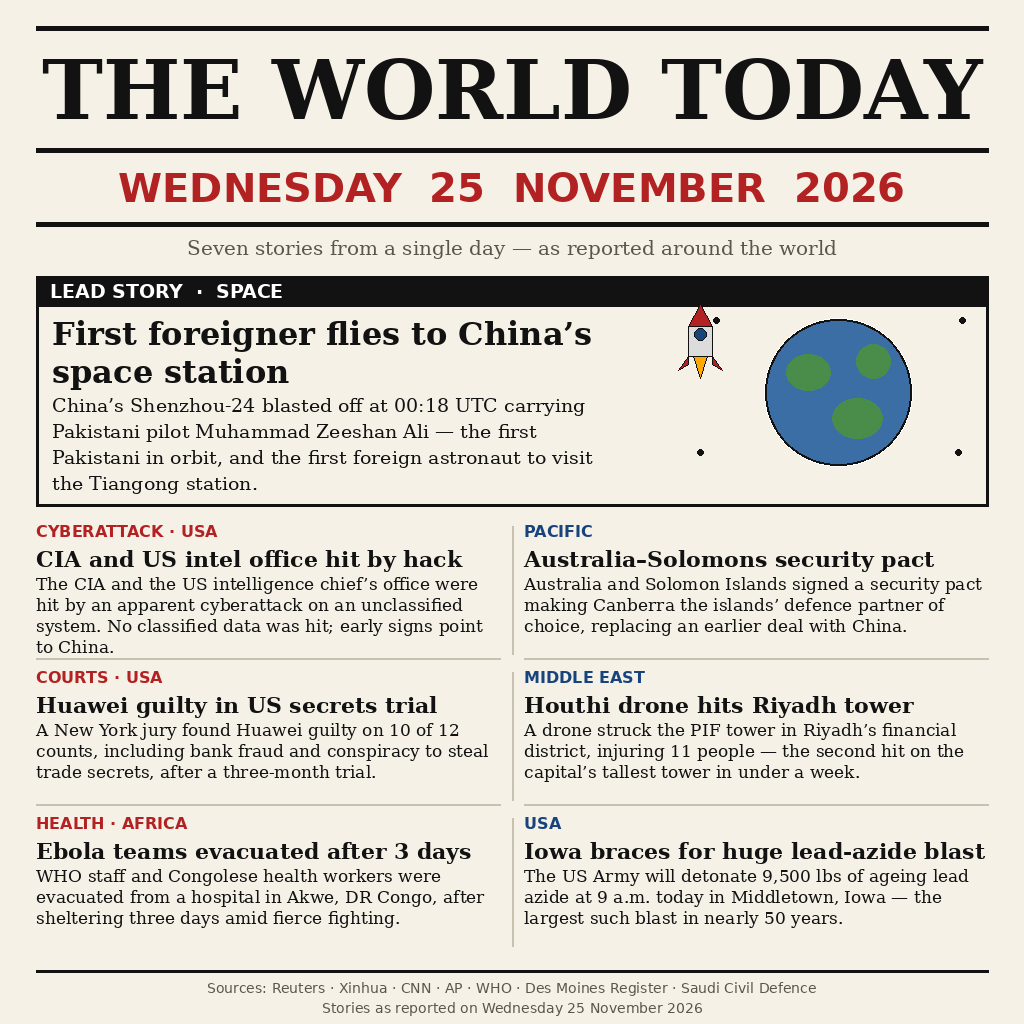 THE WORLD TODAY
WEDNESDAY 25 NOVEMBER 2026
Seven stories from a single day — as reported around the world
LEAD STORY · SPACE
First foreigner flies to China’s
space station
China’s Shenzhou-24 blasted off at 00:18 UTC carrying
Pakistani pilot Muhammad Zeeshan Ali — the first
Pakistani in orbit, and the first foreign astronaut to visit
the Tiangong station.
CYBERATTACK · USA
CIA and US intel office hit by hack
The CIA and the US intelligence chief’s office were
hit by an apparent cyberattack on an unclassified
system. No classified data was hit; early signs point
to China.
PACIFIC
Australia–Solomons security pact
Australia and Solomon Islands signed a security pact
making Canberra the islands’ defence partner of
choice, replacing an earlier deal with China.
COURTS · USA
Huawei guilty in US secrets trial
A New York jury found Huawei guilty on 10 of 12
counts, including bank fraud and conspiracy to steal
trade secrets, after a three-month trial.
MIDDLE EAST
Houthi drone hits Riyadh tower
A drone struck the PIF tower in Riyadh’s financial
district, injuring 11 people — the second hit on the
capital’s tallest tower in under a week.
HEALTH · AFRICA
Ebola teams evacuated after 3 days
WHO staff and Congolese health workers were
evacuated from a hospital in Akwe, DR Congo, after
sheltering three days amid fierce fighting.
USA
Iowa braces for huge lead-azide blast
The US Army will detonate 9,500 lbs of ageing lead
azide at 9 a.m. today in Middletown, Iowa — the
largest such blast in nearly 50 years.
Sources: Reuters · Xinhua · CNN · AP · WHO · Des Moines Register · Saudi Civil Defence
Stories as reported on Wednesday 25 November 2026